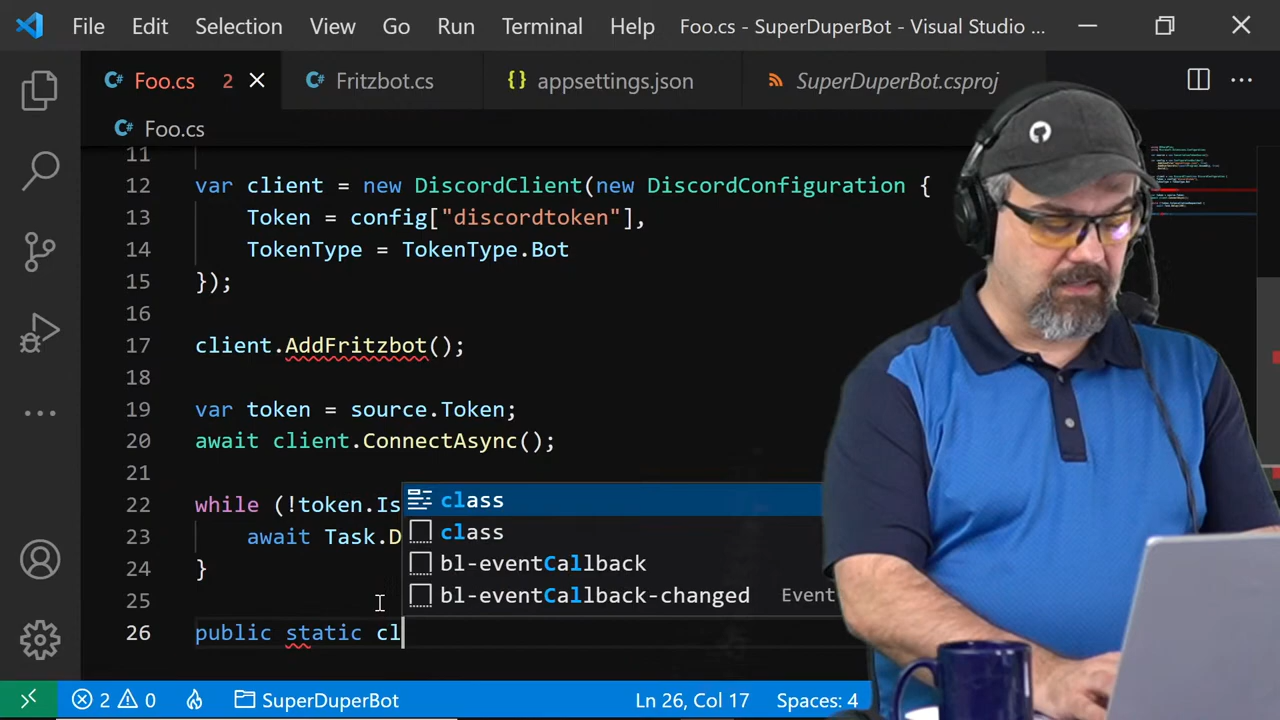 File Edit Selection View Go Run Terminal Help Foo.cs - SuperDuperBot - Visual Studio ...
Foo.cs 2 Fritzbot.cs appsettings.json SuperDuperBot.csproj
Foo.cs
11
12 var client = new DiscordClient(new DiscordConfiguration {
13 Token = config["discordtoken"],
14 TokenType = TokenType.Bot
15 });
16
17 client.AddFritzbot();
18
19 var token = source.Token;
20 await client.ConnectAsync();
21
22 while (!token.Is
class
23 await Task.D
class
24 }
bl-eventCallback
25
bl-eventCallback-changed Event
26 public static cl
2 0 SuperDuperBot Ln 26, Col 17 Spaces: 4